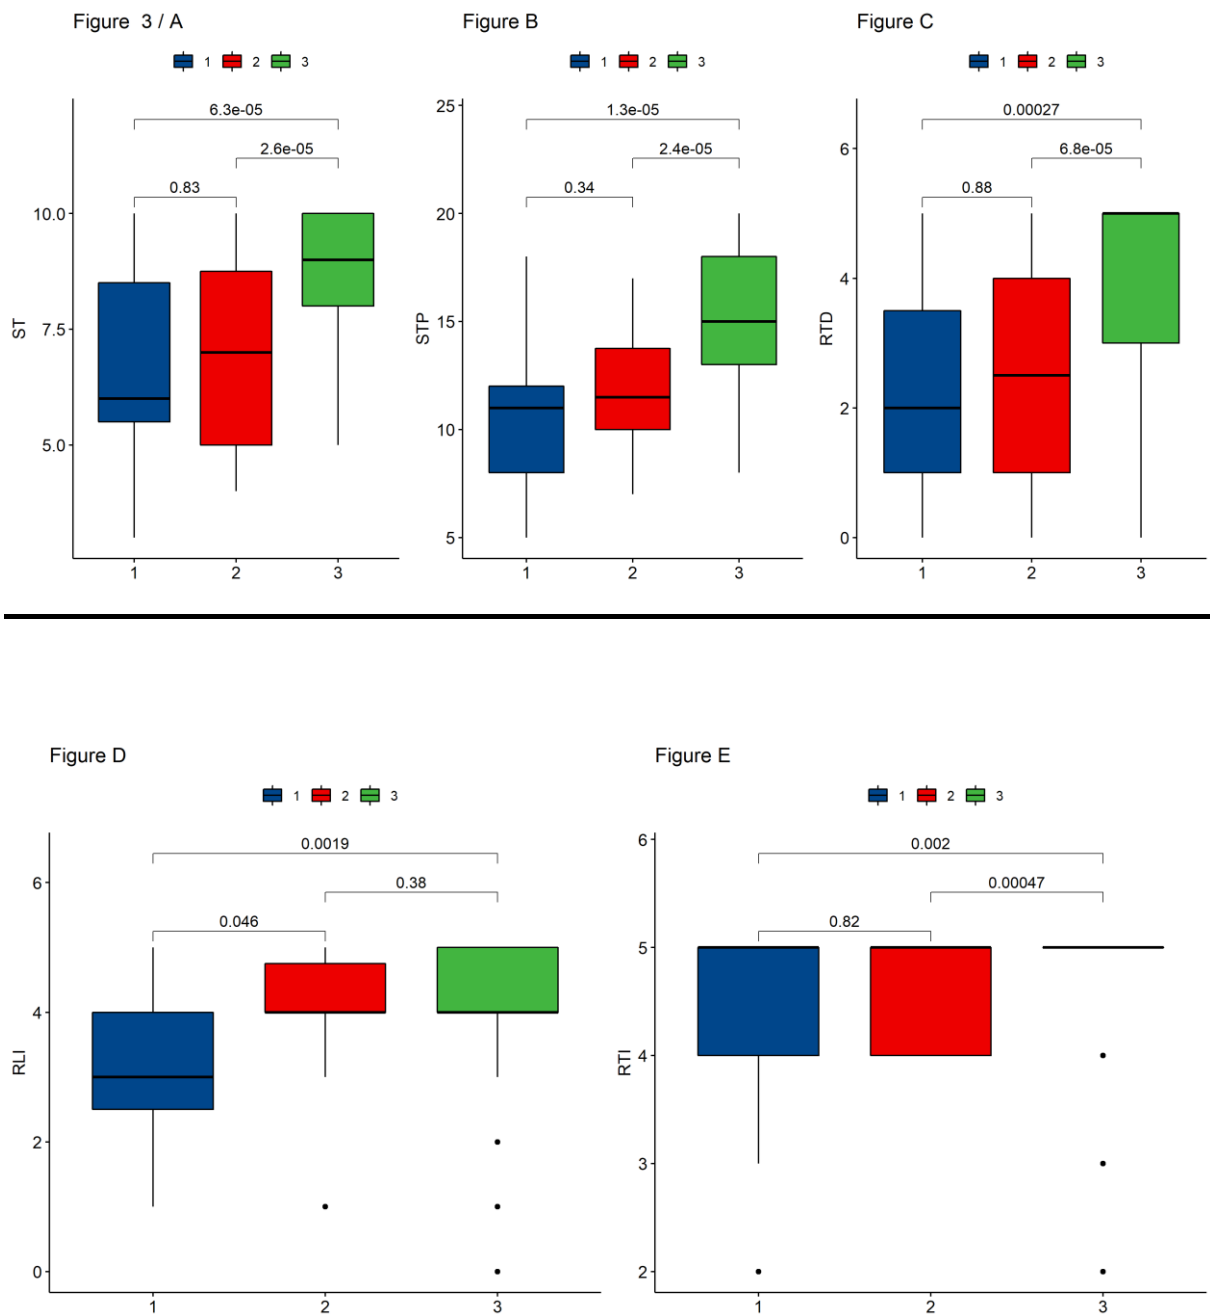 Figure  3 / A
1 2 3
6.3e-05
2.6e-05
0.83
10.0
7.5
5.0
ST
1 2 3
Figure B
1 2 3
25
1.3e-05
2.4e-05
0.34
20
15
10
5
STP
1 2 3
Figure C
1 2 3
0.00027
6
6.8e-05
0.88
4
2
0
RTD
1 2 3
Figure D
1 2 3
0.0019
6
0.38
0.046
4
2
0
RLI
1 2 3
Figure E
1 2 3
6
0.002
0.00047
0.82
5
4
3
2
RTI
1 2 3